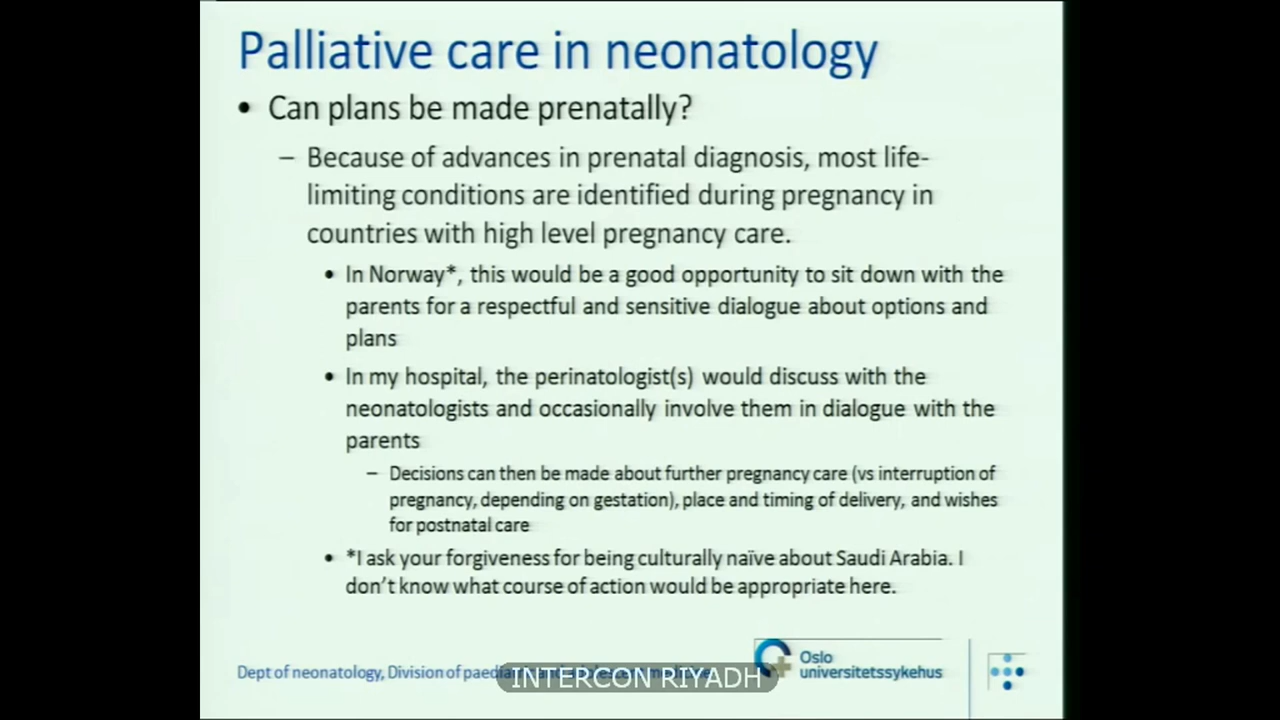 Palliative care in neonatology
• Can plans be made prenatally?
– Because of advances in prenatal diagnosis, most life-
limiting conditions are identified during pregnancy in
countries with high level pregnancy care.
• In Norway*, this would be a good opportunity to sit down with the
parents for a respectful and sensitive dialogue about options and
plans
• In my hospital, the perinatologist(s) would discuss with the
neonatologists and occasionally involve them in dialogue with the
parents
– Decisions can then be made about further pregnancy care (vs interruption of
pregnancy, depending on gestation), place and timing of delivery, and wishes
for postnatal care
• *I ask your forgiveness for being culturally naïve about Saudi Arabia. I
don't know what course of action would be appropriate here.
Oslo
universitetssykehus
Dept of neonatology, Division of
INTERCON RIYADH